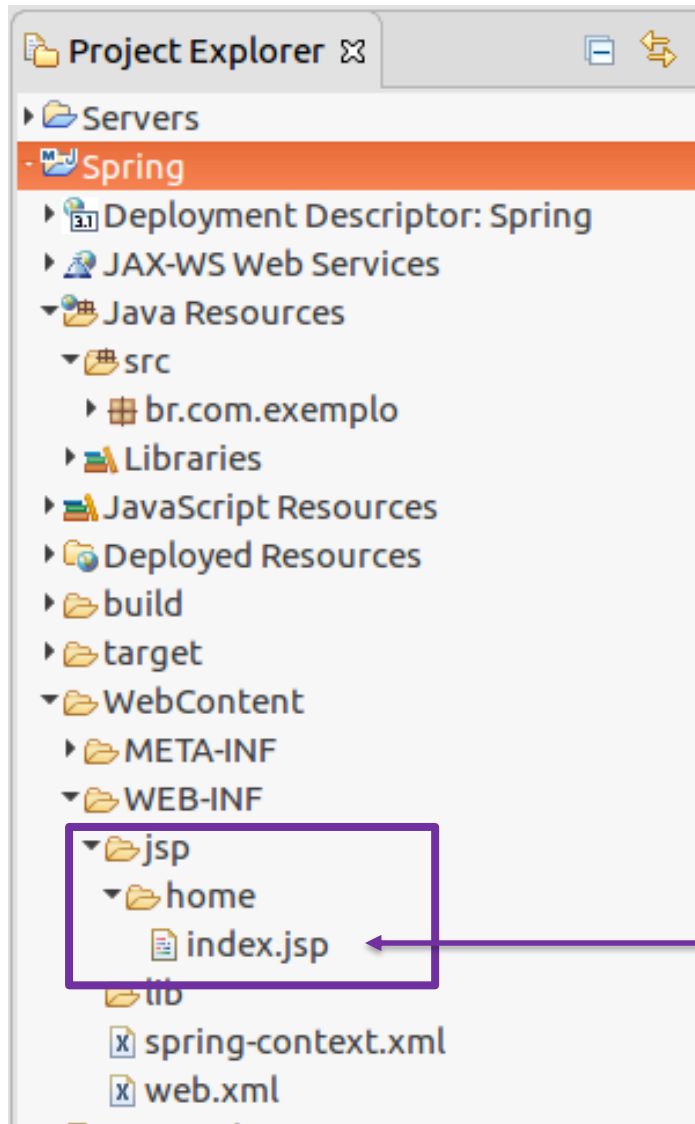 Project Explorer
Servers
Spring
Deployment Descriptor: Spring
JAX-WS Web Services
Java Resources
src
br.com.exemplo
Libraries
JavaScript Resources
Deployed Resources
build
target
WebContent
META-INF
WEB-INF
jsp
home
index.jsp
lib
spring-context.xml
web.xml